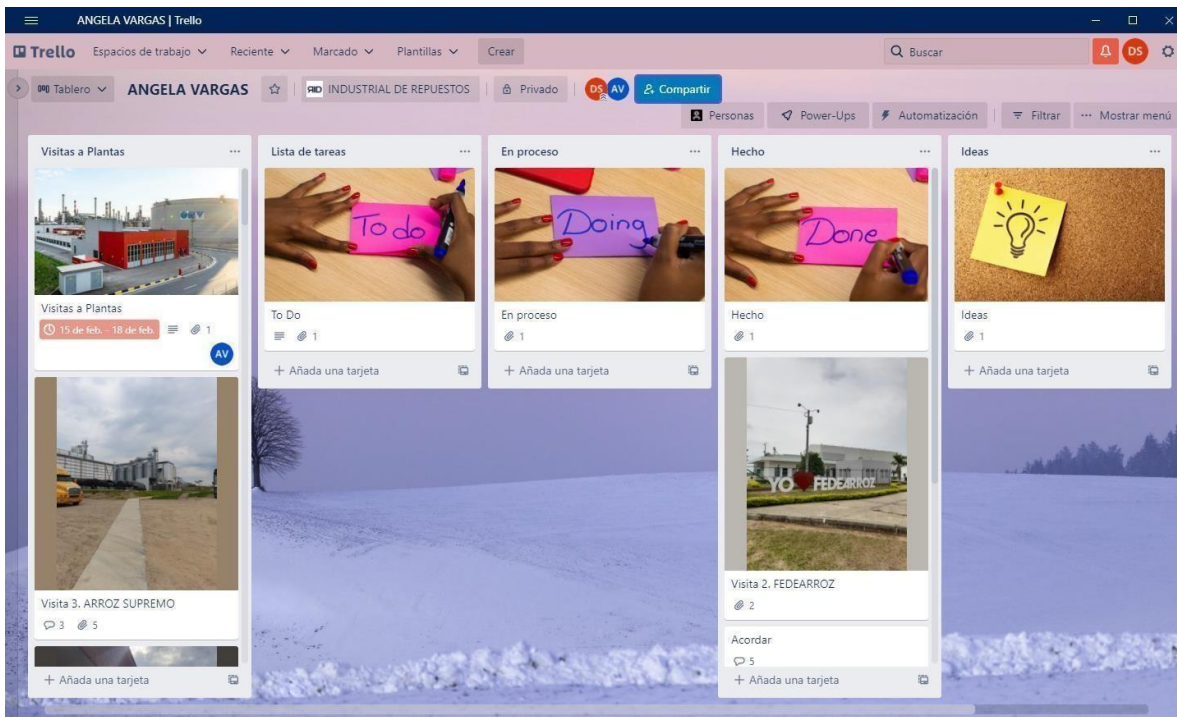 ANGELA VARGAS | Trello
Trello Espacios de trabajo Reciente Marcado Plantillas Crear Buscar DS
Tablero ANGELA VARGAS RID INDUSTRIAL DE REPUESTOS Privado DS AV Compartir
Personas Power-Ups Automatización Filtrar Mostrar menú
Visitas a Plantas
OMV
Visitas a Plantas
15 de feb. - 18 de feb. 1
AV
Visita 3. ARROZ SUPREMO
3 5
+ Añada una tarjeta
Lista de tareas
To do
To Do
1
+ Añada una tarjeta
En proceso
Doing
En proceso
1
+ Añada una tarjeta
Hecho
Done
Hecho
1
YO FEDEARROZ
Visita 2. FEDEARROZ
2
Acordar
5
+ Añada una tarjeta
Ideas
Ideas
1
+ Añada una tarjeta